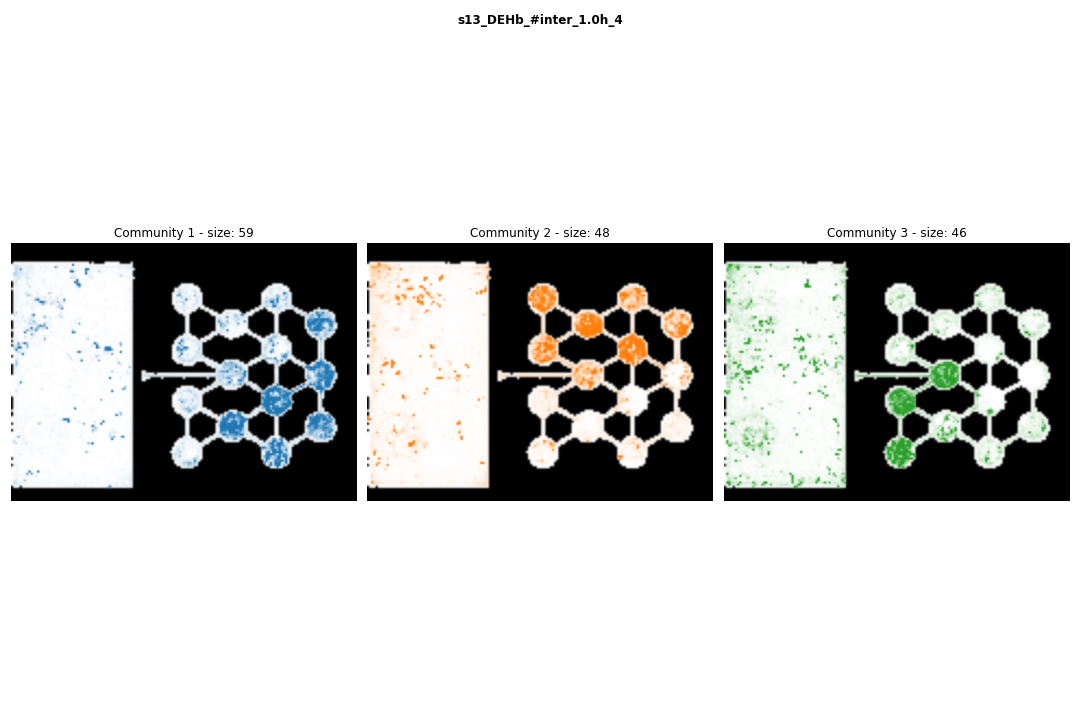 s13_DEHb_#inter_1.0h_4
Community 1 - size: 59
Community 2 - size: 48
Community 3 - size: 46